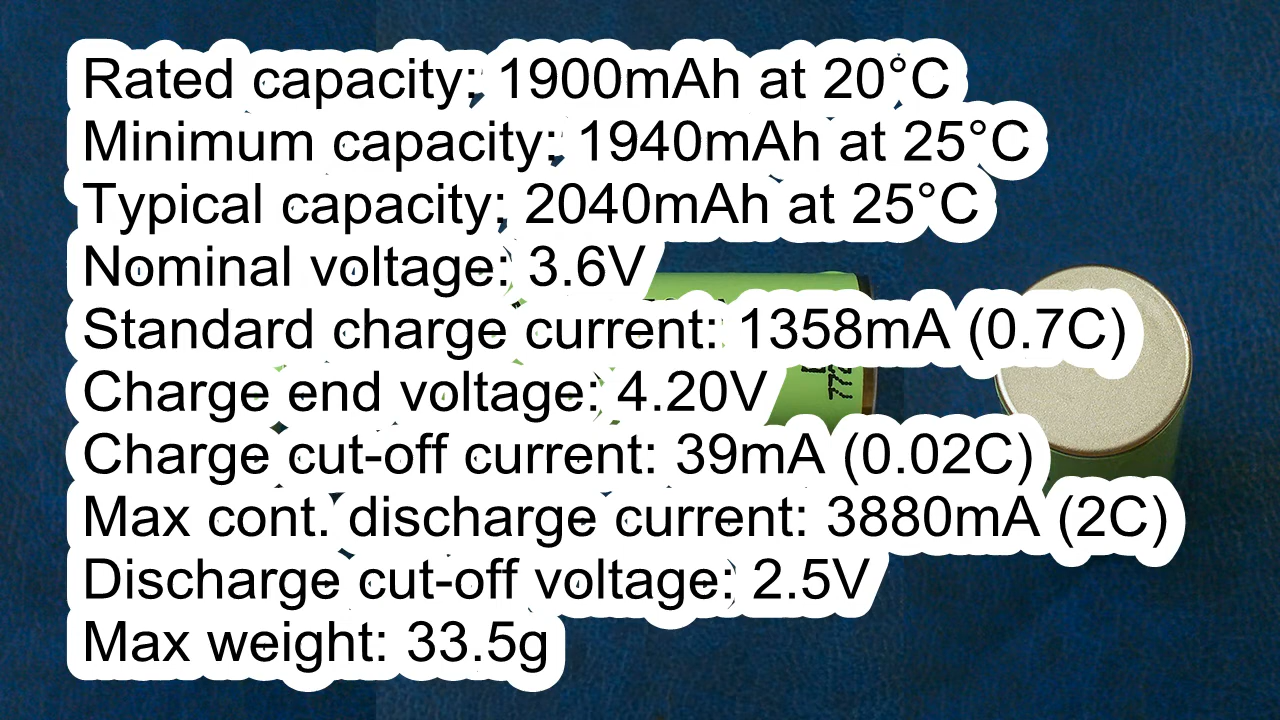 Rated capacity: 1900mAh at 20°C
Minimum capacity: 1940mAh at 25°C
Typical capacity: 2040mAh at 25°C
Nominal voltage: 3.6V
Standard charge current: 1358mA (0.7C)
Charge end voltage: 4.20V
Charge cut-off current: 39mA (0.02C)
Max cont. discharge current: 3880mA (2C)
Discharge cut-off voltage: 2.5V
Max weight: 33.5g